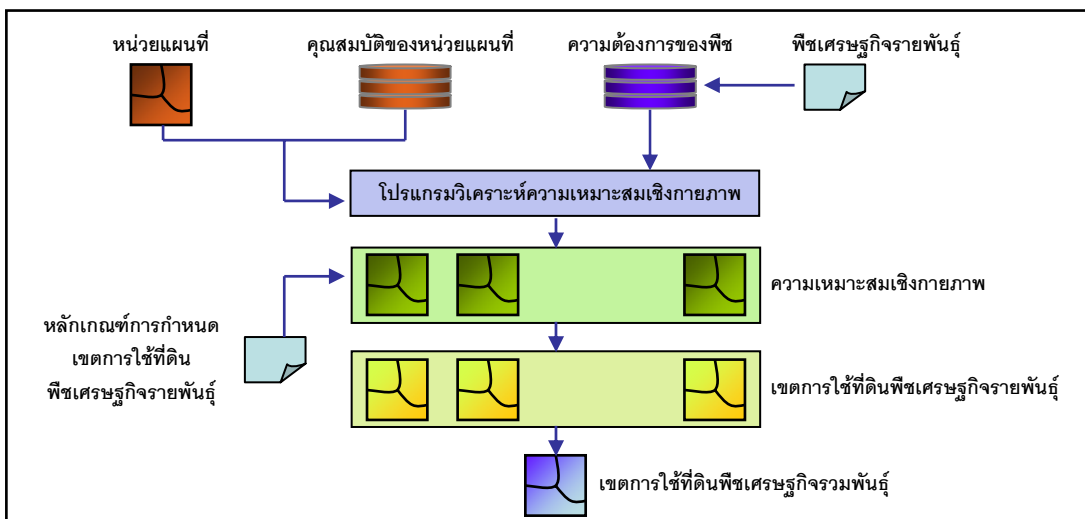 หน่วยแผนที่
คุณสมบัติของหน่วยแผนที่
ความต้องการของพืช
พืชเศรษฐกิจรายพันธุ์
โปรแกรมวิเคราะห์ความเหมาะสมเชิงกายภาพ
ความเหมาะสมเชิงกายภาพ
หลักเกณฑ์การกำหนด
เขตการใช้ที่ดิน
พืชเศรษฐกิจรายพันธุ์
เขตการใช้ที่ดินพืชเศรษฐกิจรายพันธุ์
เขตการใช้ที่ดินพืชเศรษฐกิจรวมพันธุ์